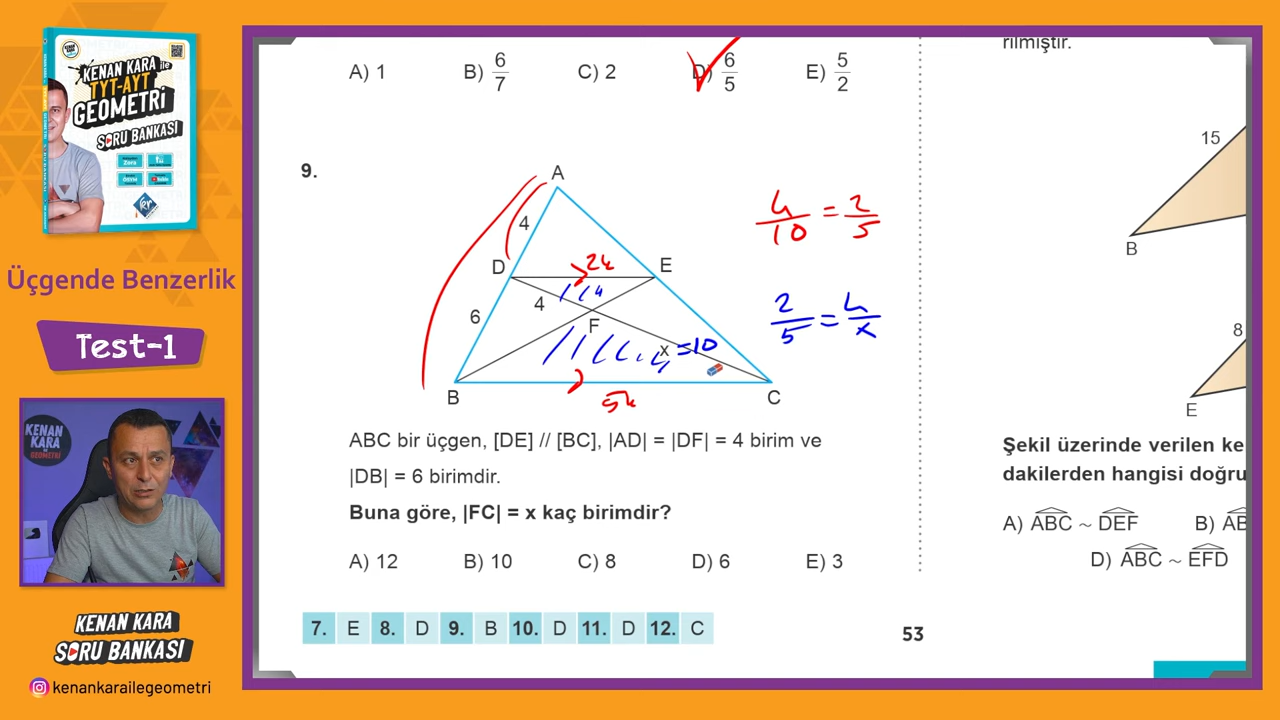 KENAN KARA ile
TYT-AYT
GEOMETRİ
SORU BANKASI
Üçgende Benzerlik
Test-1
KENAN KARA
ile GEOMETRİ
KENAN KARA
SORU BANKASI
kenankarailegeometri
A) 1 B) 6/7 C) 2 D) 6/5 E) 5/2
9.
A
4
D E
2k
4
6
F
x =10
B C
5k
4/10 = 2/5
2/5 = 4/x
ABC bir üçgen, [DE] // [BC], |AD| = |DF| = 4 birim ve
|DB| = 6 birimdir.
Buna göre, |FC| = x kaç birimdir?
A) 12 B) 10 C) 8 D) 6 E) 3
7. E 8. D 9. B 10. D 11. D 12. C
53
rilmiştir.
15
B
8
E
Şekil üzerinde verilen ke
dakilerden hangisi doğru
A) ABC ~ DEF B) AB
D) ABC ~ EFD